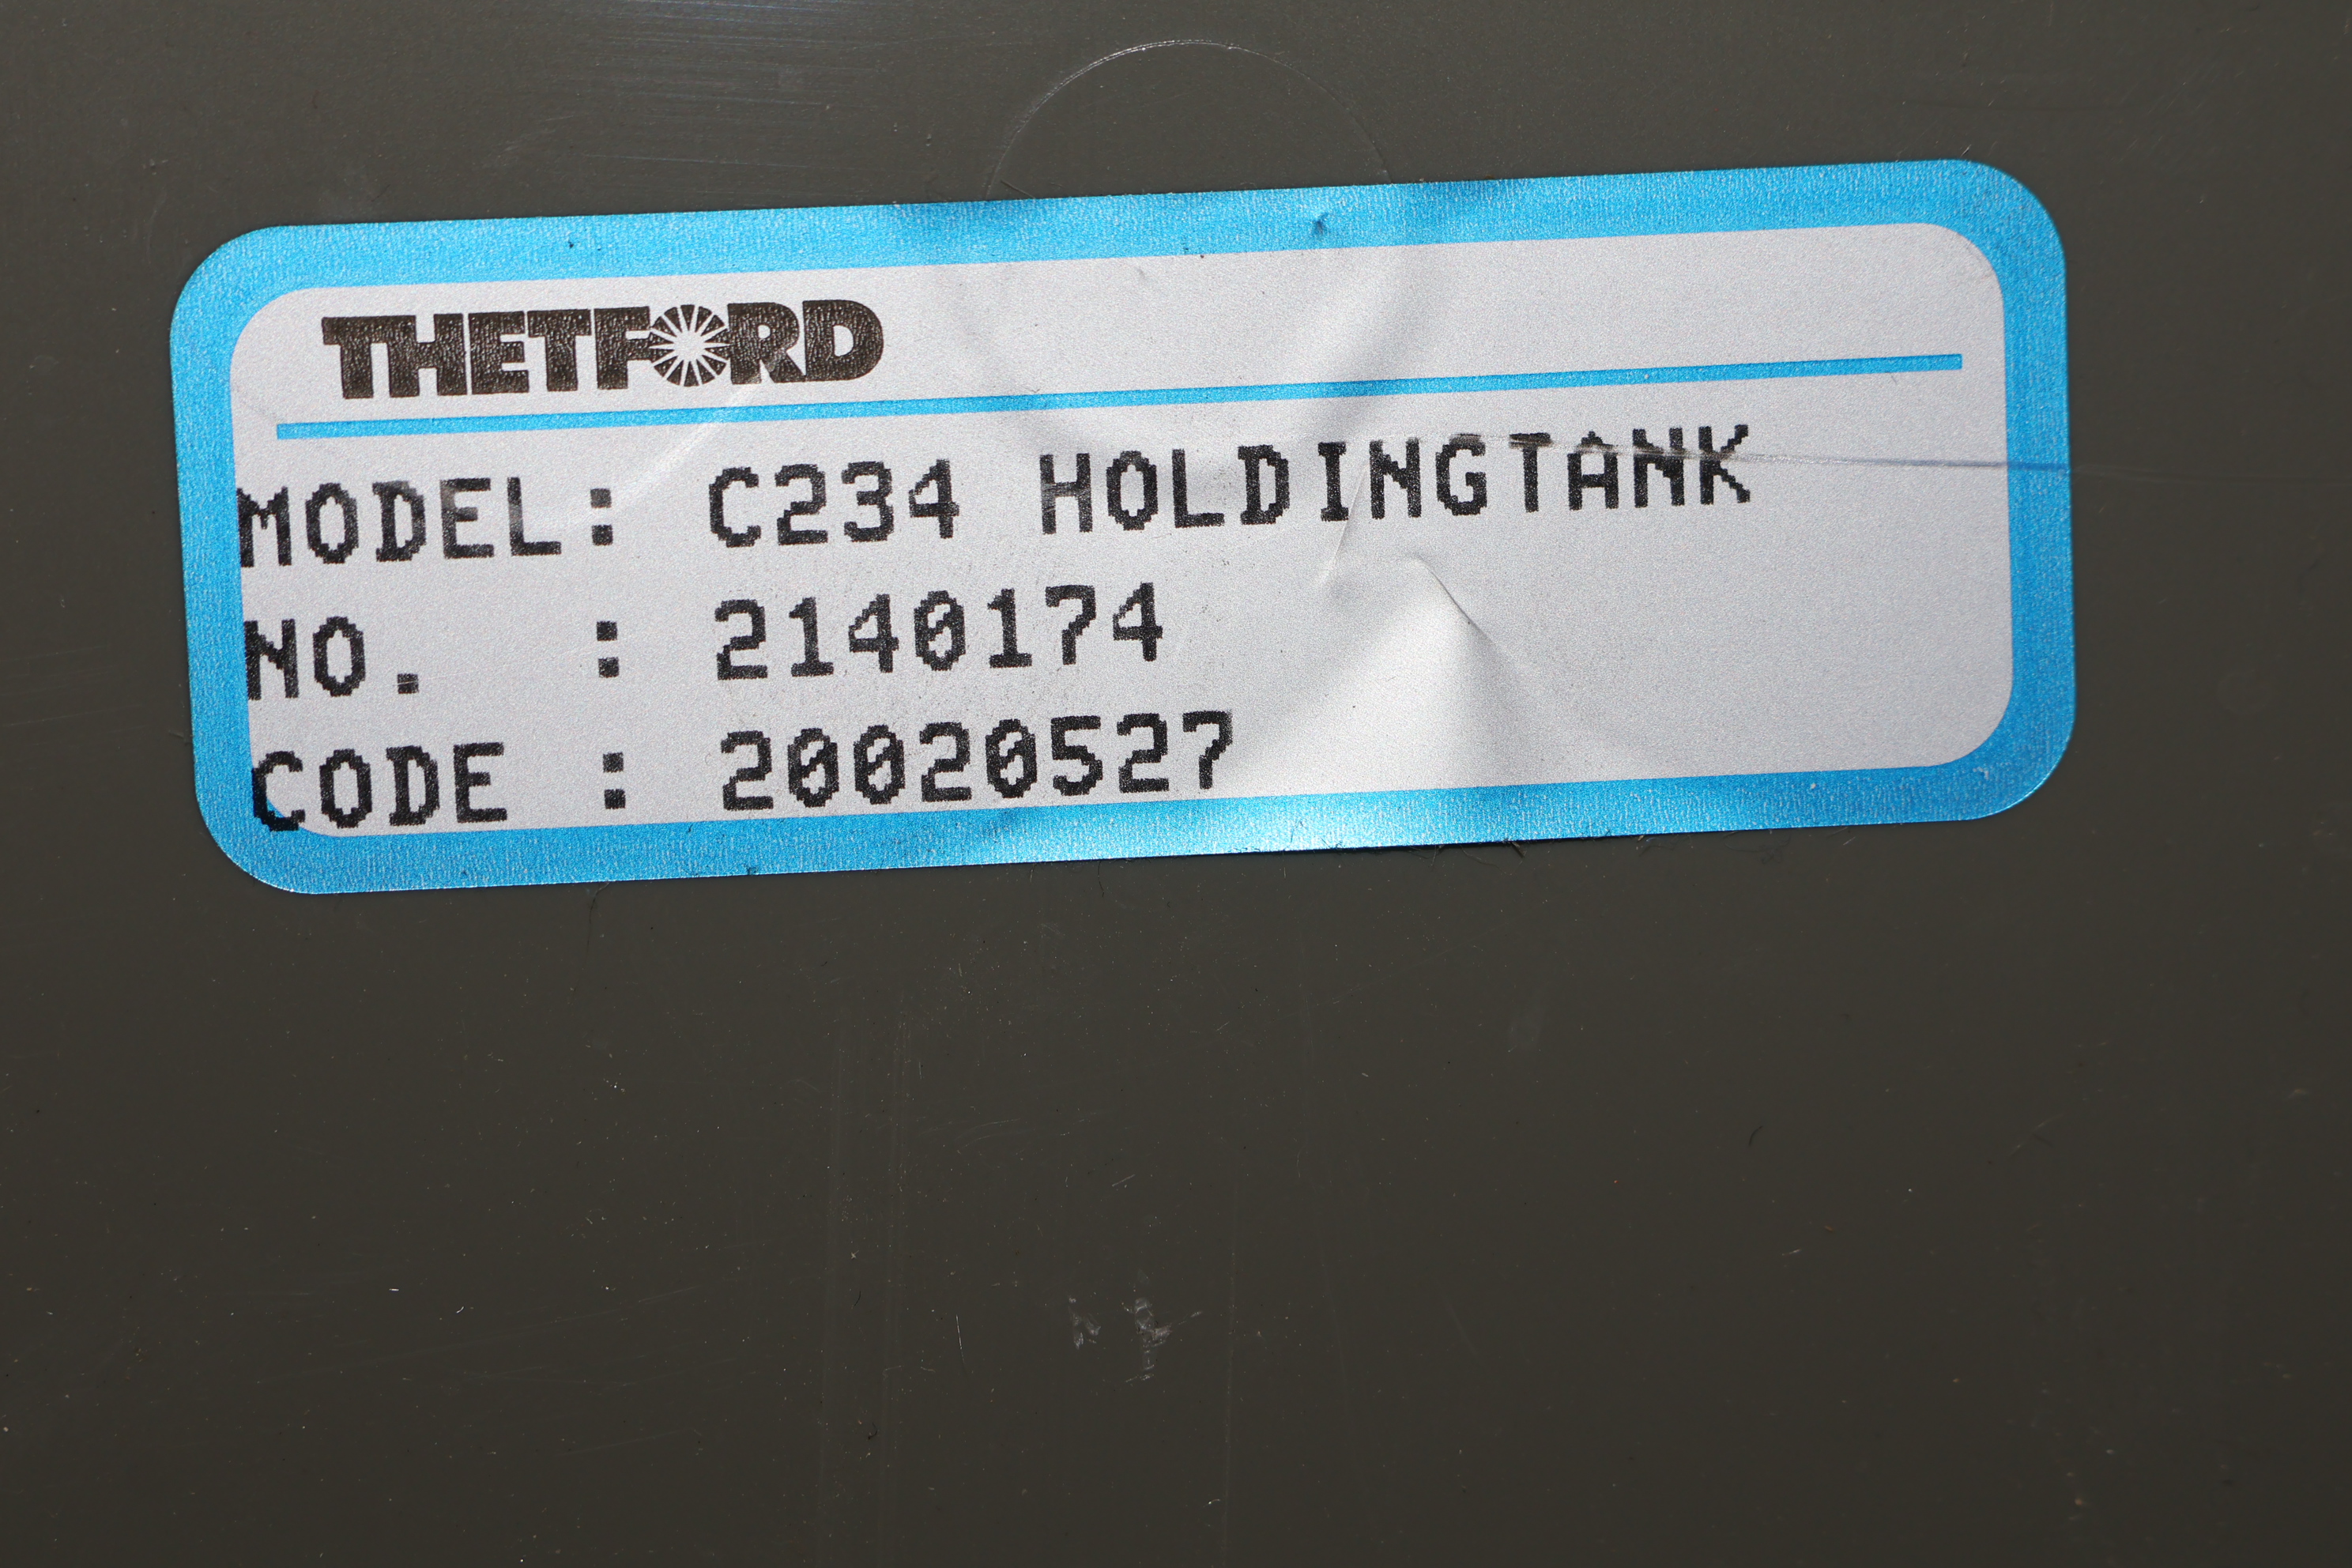 THETFORD
MODEL: C234 HOLDINGTANK
NO. : 2140174
CODE : 20020527